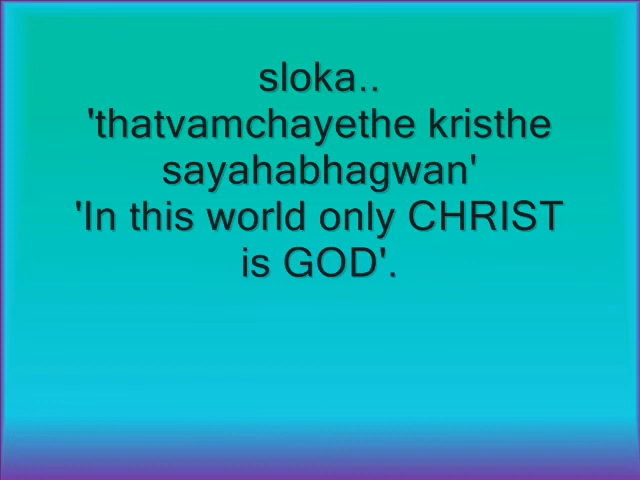 sloka..
'thatvamchayethe kristhe
sayahabhagwan'
'In this world only CHRIST
is GOD'.